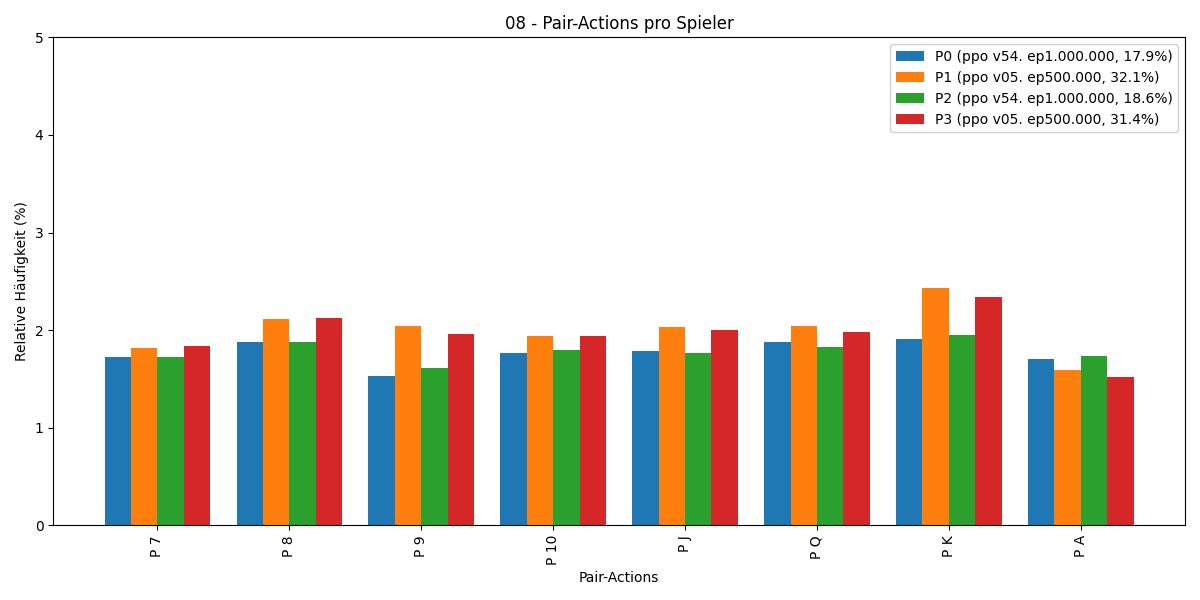 08 - Pair-Actions pro Spieler
P0 (ppo v54. ep1.000.000, 17.9%)
P1 (ppo v05. ep500.000, 32.1%)
P2 (ppo v54. ep1.000.000, 18.6%)
P3 (ppo v05. ep500.000, 31.4%)
Relative Häufigkeit (%)
5
4
3
2
1
0
P 7
P 8
P 9
P 10
P J
P Q
P K
P A
Pair-Actions